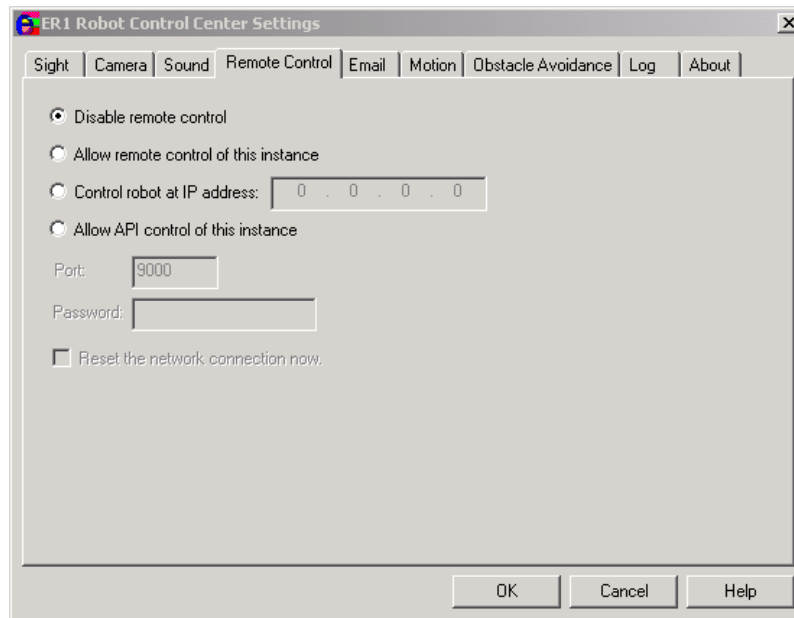 ER1 Robot Control Center Settings
Sight Camera Sound Remote Control Email Motion Obstacle Avoidance Log About
Disable remote control
Allow remote control of this instance
Control robot at IP address: 0 . 0 . 0 . 0
Allow API control of this instance
Port: 9000
Password:
Reset the network connection now.
OK Cancel Help